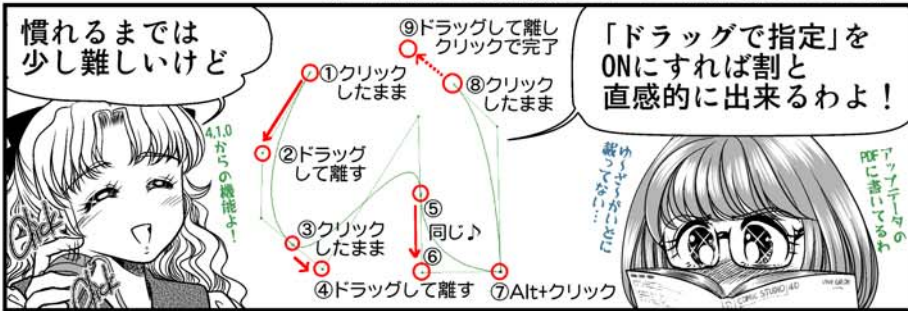 慣れるまでは
少し難しいけど
4.1.0
からの機能よ!
Click
Click
①クリック
したまま
②ドラッグ
して離す
③クリック
したまま
④ドラッグして離す
⑤
同じ♪
⑥
⑦Alt+クリック
⑧クリック
したまま
⑨ドラッグして離し
クリックで完了
「ドラッグで指定」を
ONにすれば割と
直感的に出来るわよ!
ゆ〜ざ〜がいどに
載ってない…
アップデータの
PDFに書いてるわ
COMIC STUDIO 4.0